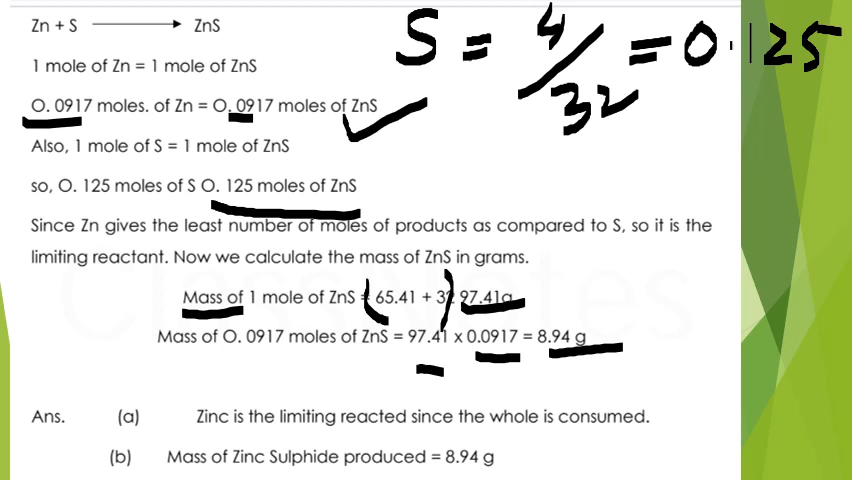 Zn + S ⟶ ZnS
S = 4/32 = 0.125
1 mole of Zn = 1 mole of ZnS
O. 0917 moles. of Zn = O. 0917 moles of ZnS
Also, 1 mole of S = 1 mole of ZnS
so, O. 125 moles of S O. 125 moles of ZnS
Since Zn gives the least number of moles of products as compared to S, so it is the
limiting reactant. Now we calculate the mass of ZnS in grams.
Mass of 1 mole of ZnS = (65.41 + 32) 97.41g
Mass of O. 0917 moles of ZnS = 97.41 x 0.0917 = 8.94 g
Ans. (a) Zinc is the limiting reacted since the whole is consumed.
(b) Mass of Zinc Sulphide produced = 8.94 g